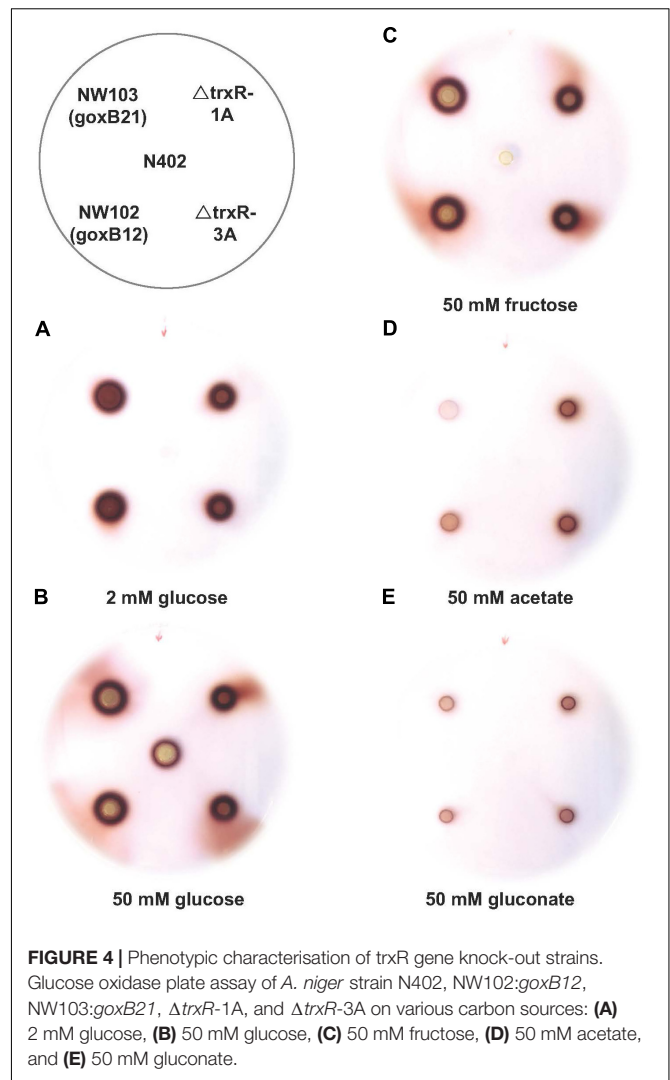 C
NW103
(goxB21)
△trxR-
1A
N402
NW102
(goxB12)
△trxR-
3A
50 mM fructose
A
D
2 mM glucose
50 mM acetate
B
E
50 mM glucose
50 mM gluconate
FIGURE 4 | Phenotypic characterisation of trxR gene knock-out strains.
Glucose oxidase plate assay of A. niger strain N402, NW102:goxB12,
NW103:goxB21, ΔtrxR-1A, and ΔtrxR-3A on various carbon sources: (A)
2 mM glucose, (B) 50 mM glucose, (C) 50 mM fructose, (D) 50 mM acetate,
and (E) 50 mM gluconate.